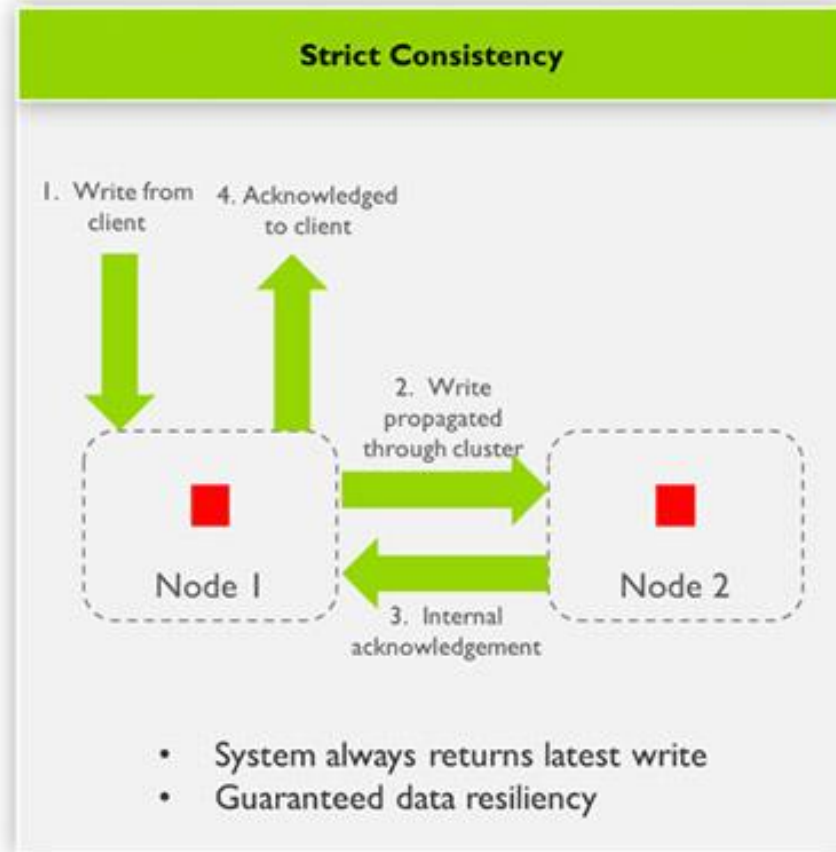 Strict Consistency
1. Write from
client
4. Acknowledged
to client
2. Write
propagated
through cluster
Node 1
Node 2
3. Internal
acknowledgement
• System always returns latest write
• Guaranteed data resiliency